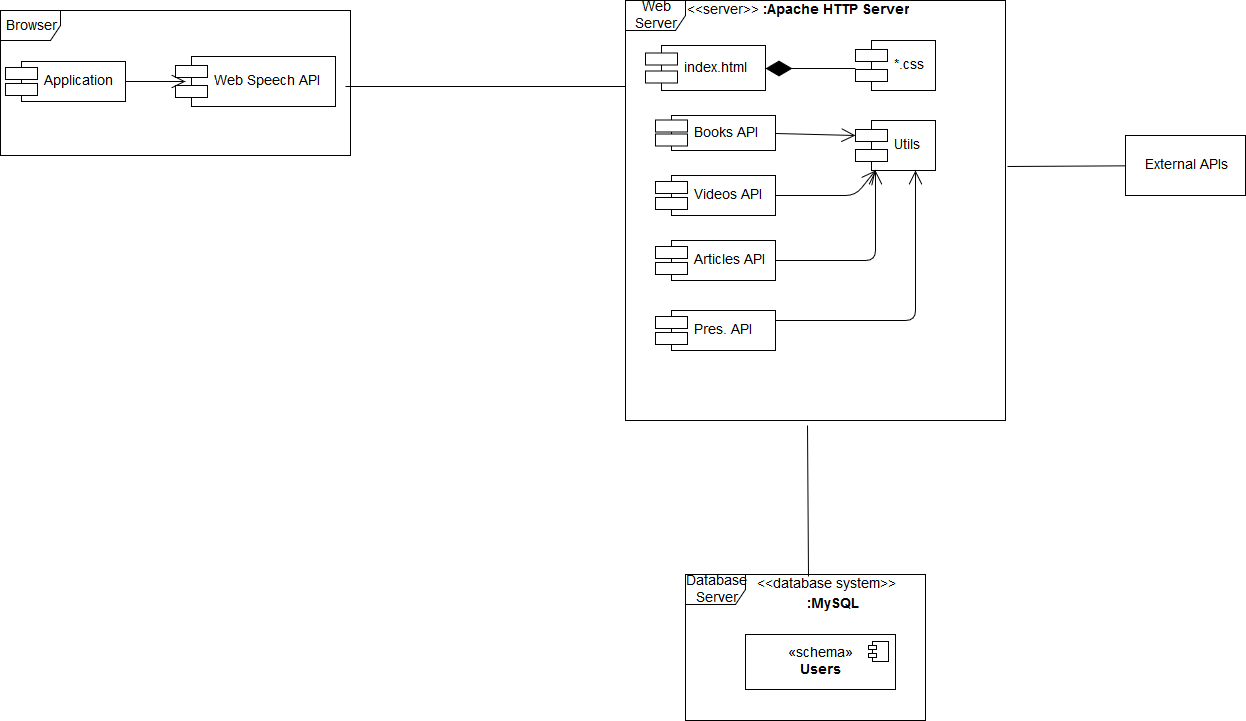 Browser
Application
Web Speech API
Web
Server
<<server>> :Apache HTTP Server
index.html
*.css
Books API
Utils
Videos API
Articles API
Pres. API
External APIs
Database
Server
<<database system>>
:MySQL
«schema»
Users